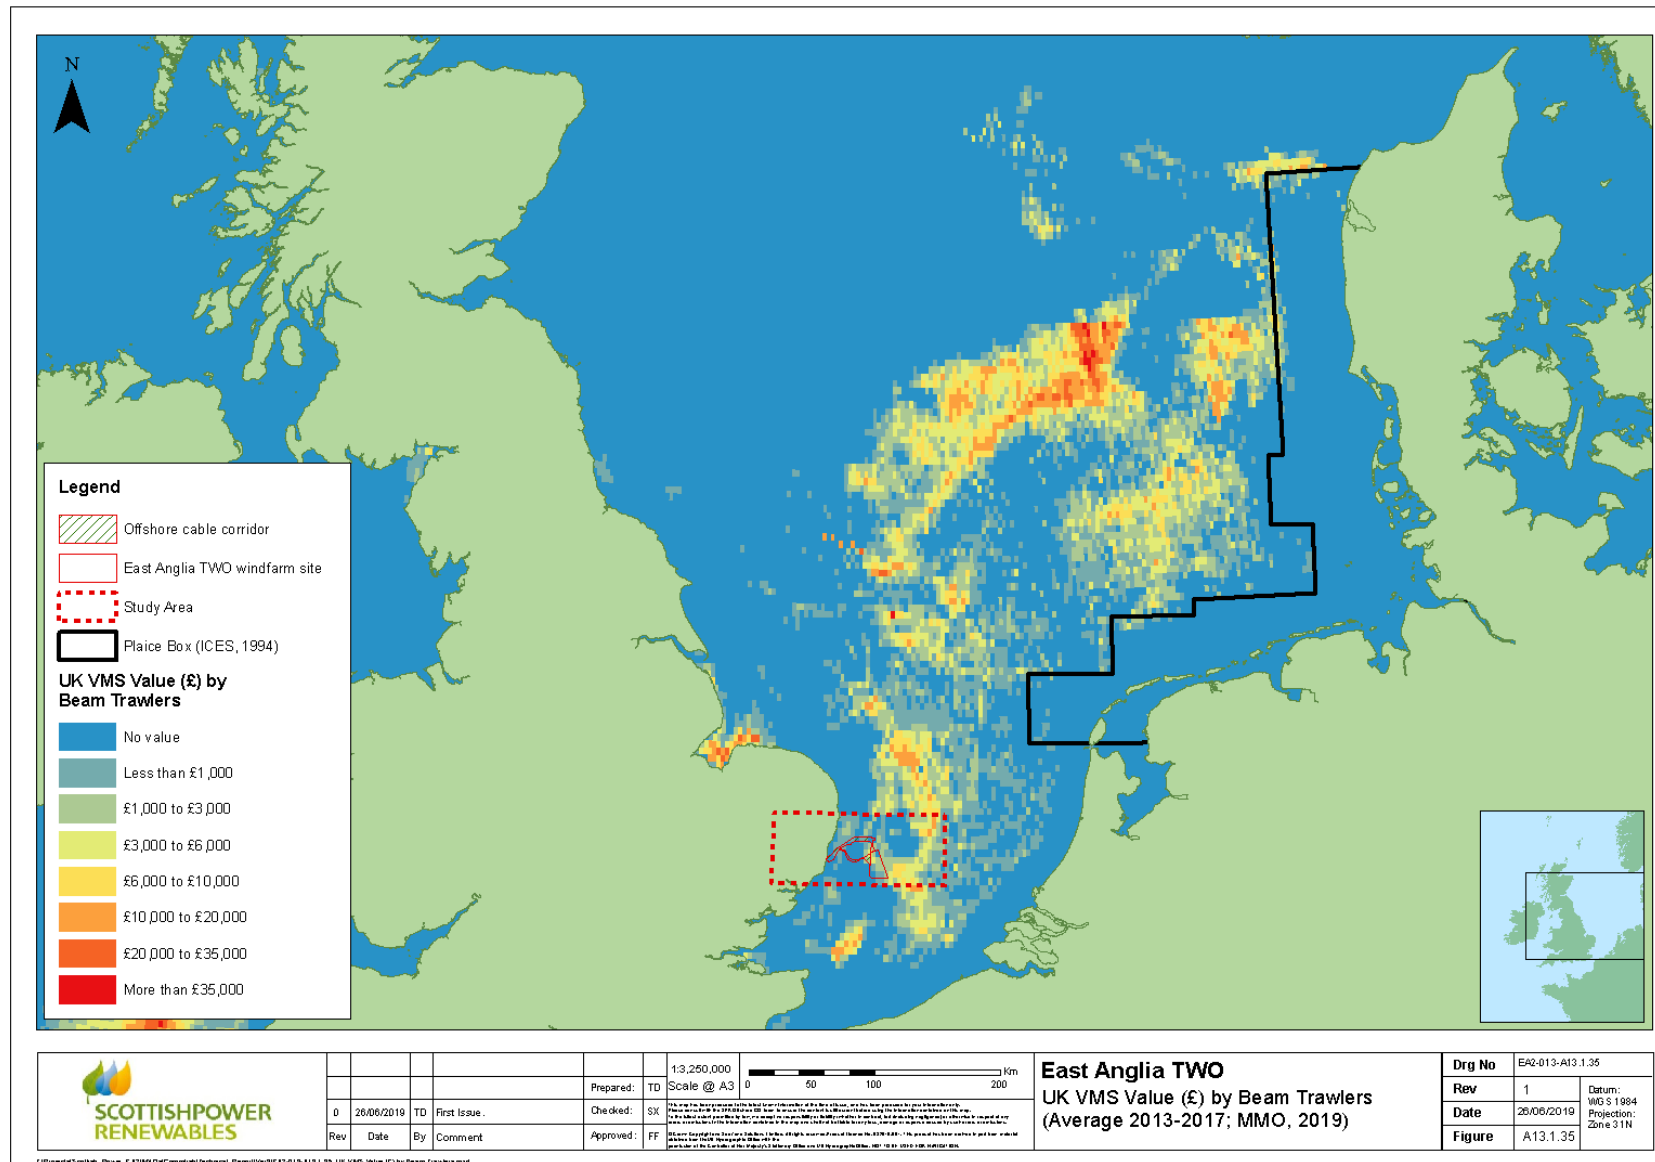 N
Legend
Offshore cable corridor
East Anglia TWO windfarm site
Study Area
Plaice Box (ICES, 1994)
UK VMS Value (£) by
Beam Trawlers
No value
Less than £1,000
£1,000 to £3,000
£3,000 to £6,000
£6,000 to £10,000
£10,000 to £20,000
£20,000 to £35,000
More than £35,000
SCOTTISHPOWER
RENEWABLES
0 26/06/2019 TD First Issue.
Rev Date By Comment
Prepared: TD
Checked: SX
Approved: FF
1:3,250,000
Scale @ A3
0 50 100 200 Km
East Anglia TWO
UK VMS Value (£) by Beam Trawlers
(Average 2013-2017; MMO, 2019)
Drg No EA2-013-A13.1.35
Rev 1
Date 26/06/2019
Figure A13.1.35
Datum:
WGS 1984
Projection:
Zone 31N